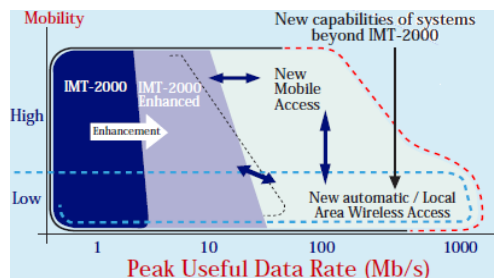 Mobility
New capabilities of systems
beyond IMT-2000
IMT-2000
IMT-2000
Enhanced
New
Mobile
Access
High
Enhancement
Low
New automatic / Local
Area Wireless Access
1
10
100
1000
Peak Useful Data Rate (Mb/s)